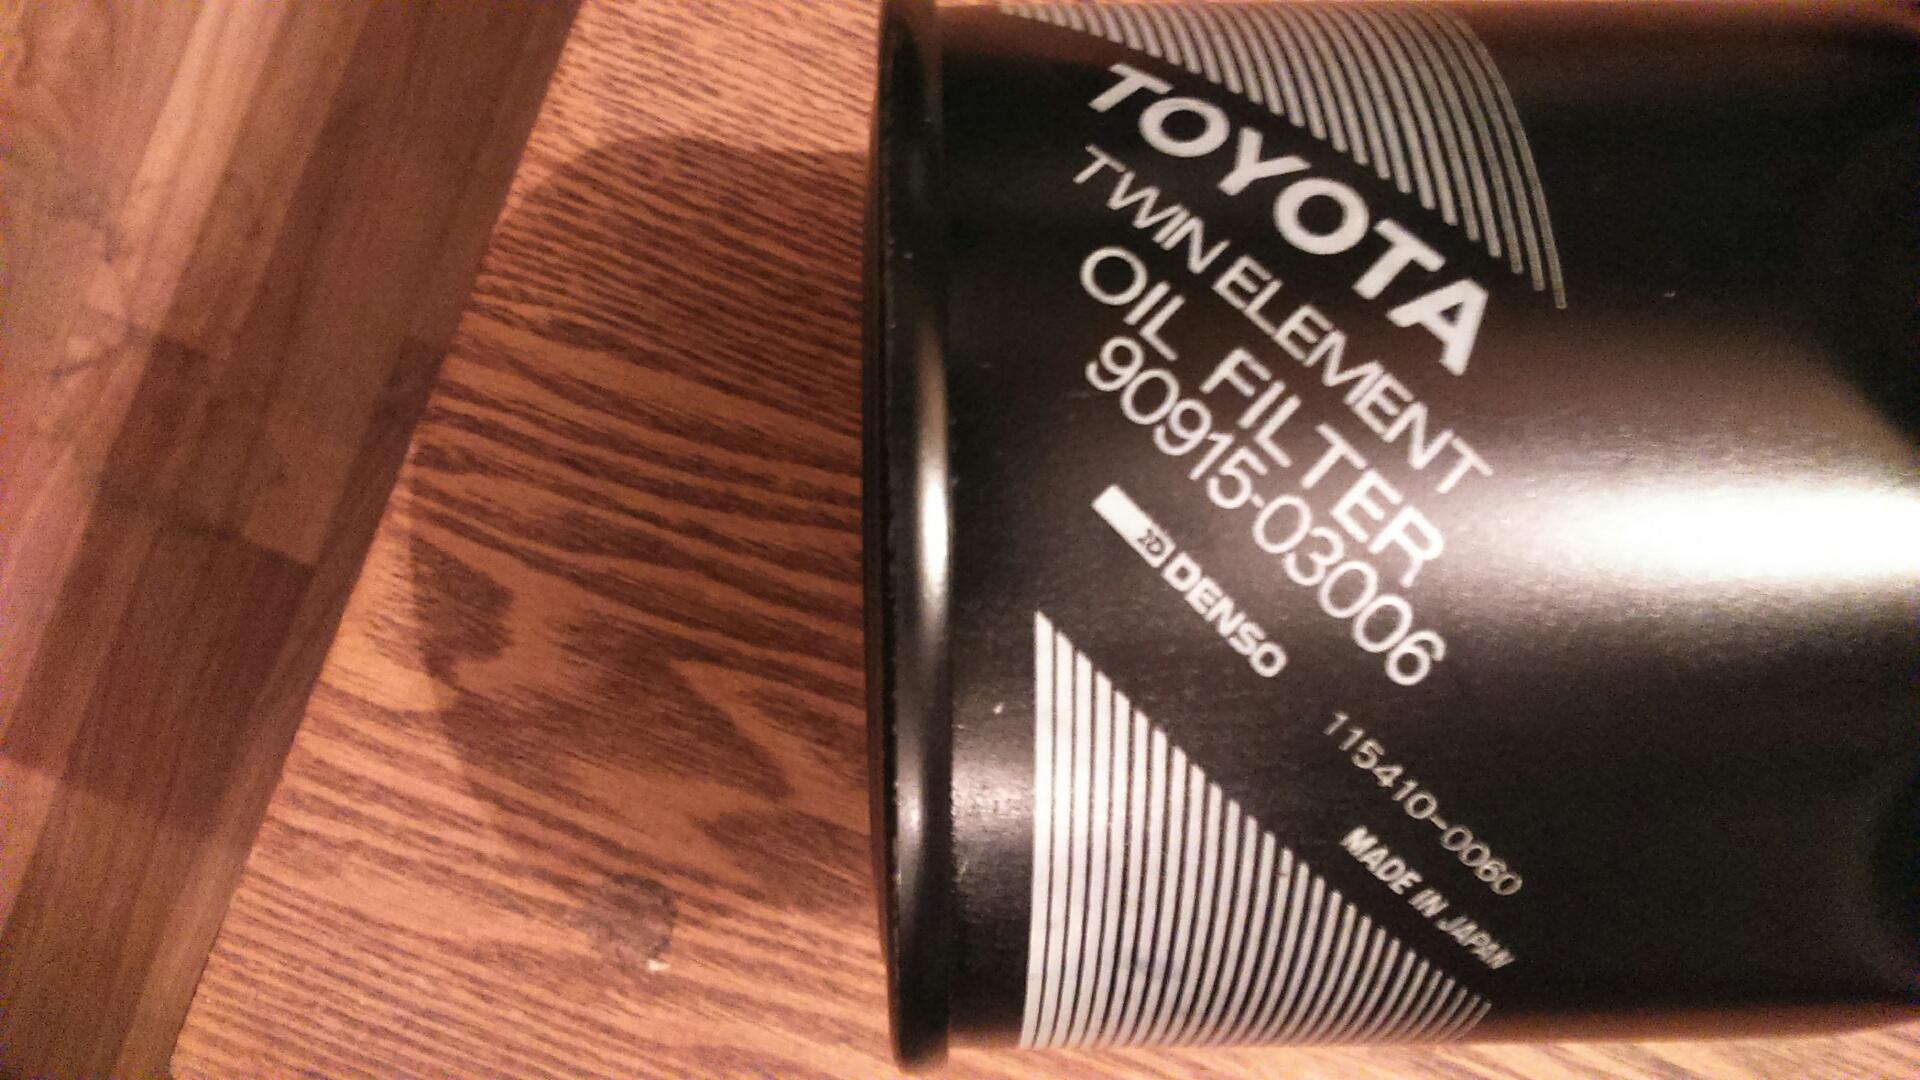 TOYOTA
TWIN ELEMENT
OIL FILTER
90915-03006
DENSO
115410-0060
MADE IN JAPAN